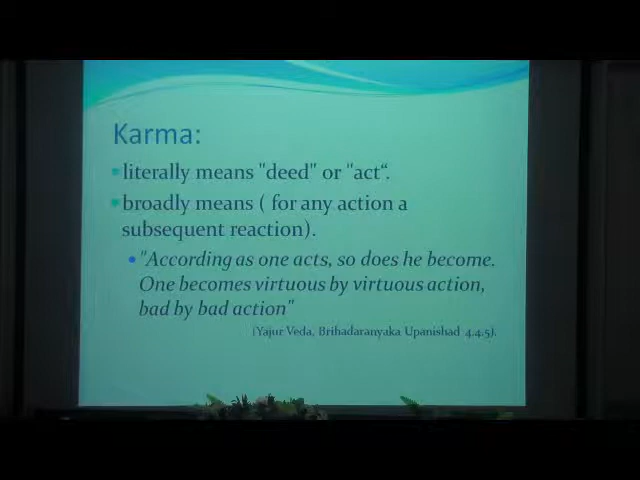 Karma:
literally means "deed" or "act“.
broadly means ( for any action a
subsequent reaction).
"According as one acts, so does he become.
One becomes virtuous by virtuous action,
bad by bad action"
(Yajur Veda, Brihadaranyaka Upanishad 4.4.5).